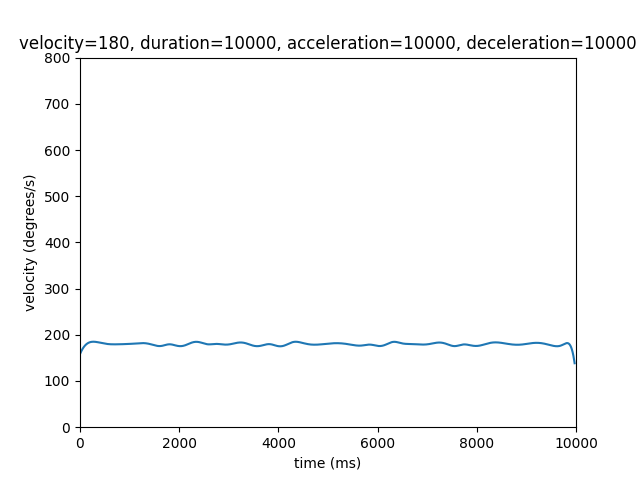 velocity=180, duration=10000, acceleration=10000, deceleration=10000
800
700
600
500
400
300
200
100
0
velocity (degrees/s)
0 2000 4000 6000 8000 10000
time (ms)